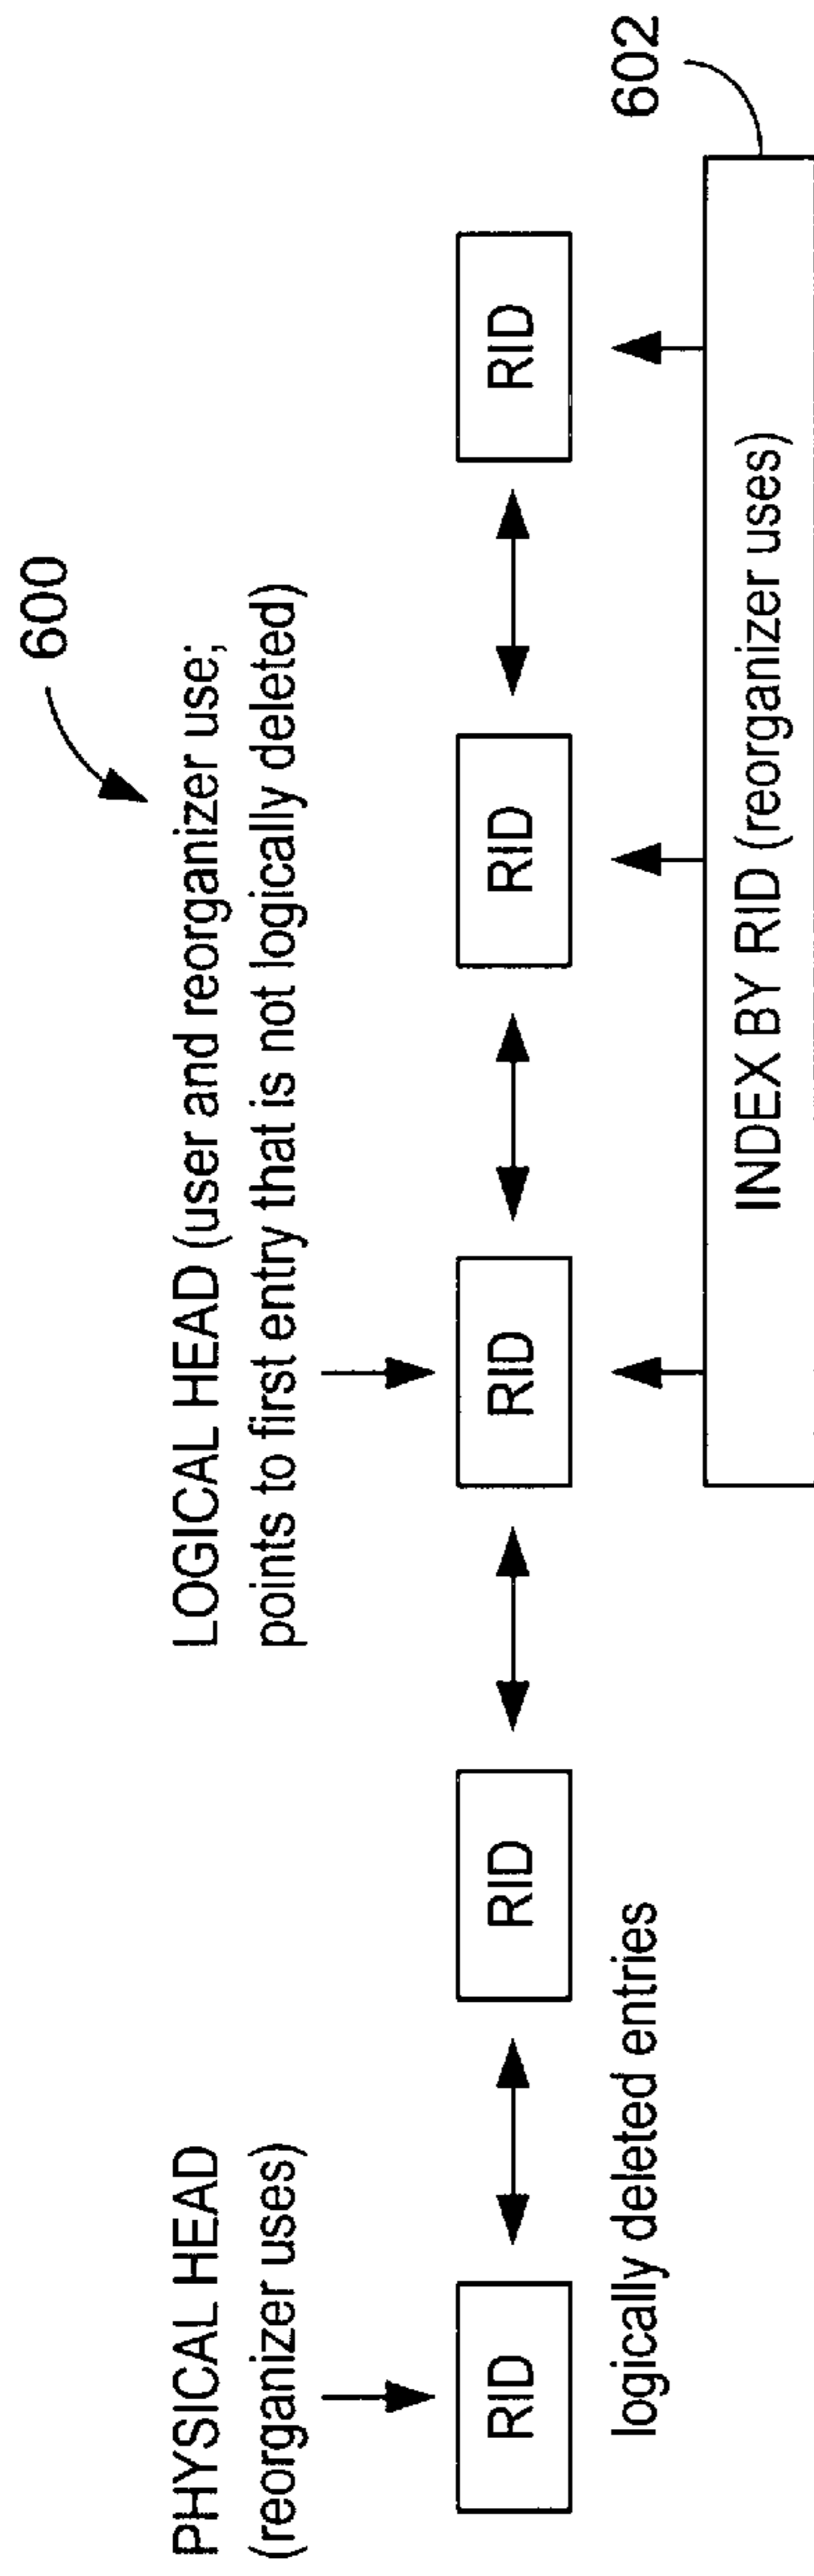 600
PHYSICAL HEAD
(reorganizer uses)
LOGICAL HEAD (user and reorganizer use;
points to first entry that is not logically deleted)
RID
RID
RID
RID
RID
logically deleted entries
602
INDEX BY RID (reorganizer uses)